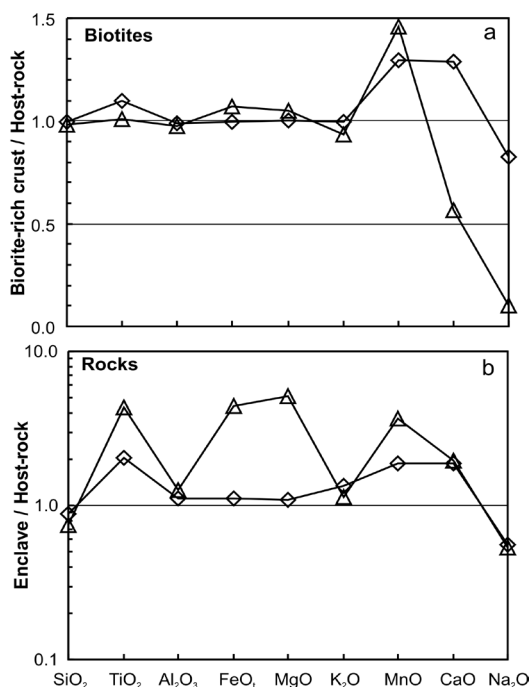 1.5
Biotites
a
1.0
0.5
0.0
Biorite-rich crust / Host-rock
10.0
Rocks
b
1.0
0.1
Enclave / Host-rock
SiO₂ TiO₂ Al₂O₃ FeOₜ MgO K₂O MnO CaO Na₂O